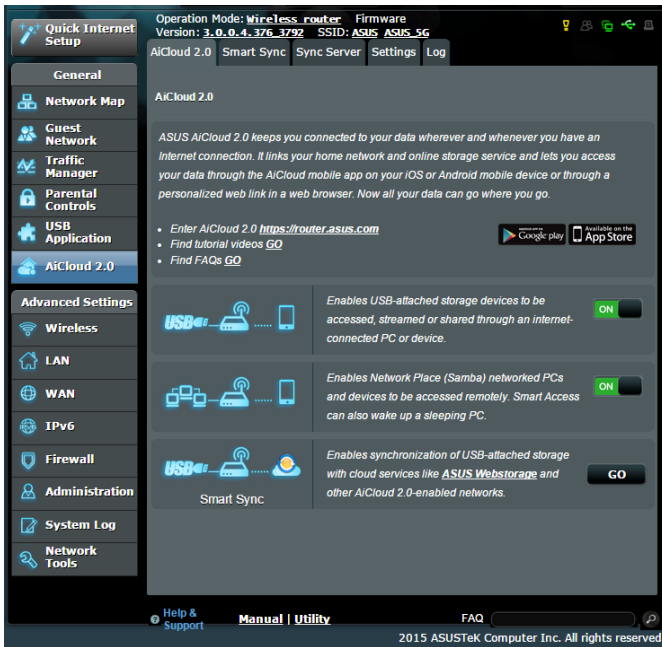 Quick Internet
Setup
Operation Mode: Wireless router Firmware
Version: 3.0.0.4.376_3792 SSID: ASUS ASUS_5G
AiCloud 2.0 Smart Sync Sync Server Settings Log
General
Network Map
Guest
Network
Traffic
Manager
Parental
Controls
USB
Application
AiCloud 2.0
Advanced Settings
Wireless
LAN
WAN
IPv6
Firewall
Administration
System Log
Network
Tools
AiCloud 2.0
ASUS AiCloud 2.0 keeps you connected to your data wherever and whenever you have an
Internet connection. It links your home network and online storage service and lets you access
your data through the AiCloud mobile app on your iOS or Android mobile device or through a
personalized web link in a web browser. Now all your data can go where you go.
• Enter AiCloud 2.0 https://router.asus.com
• Find tutorial videos GO
• Find FAQs GO
Google play
Available on the
App Store
USB
Enables USB-attached storage devices to be
accessed, streamed or shared through an internet-
connected PC or device.
ON
Enables Network Place (Samba) networked PCs
and devices to be accessed remotely. Smart Access
can also wake up a sleeping PC.
ON
USB
Smart Sync
Enables synchronization of USB-attached storage
with cloud services like ASUS Webstorage and
other AiCloud 2.0-enabled networks.
GO
Help &
Support
Manual | Utility
FAQ
2015 ASUSTeK Computer Inc. All rights reserved